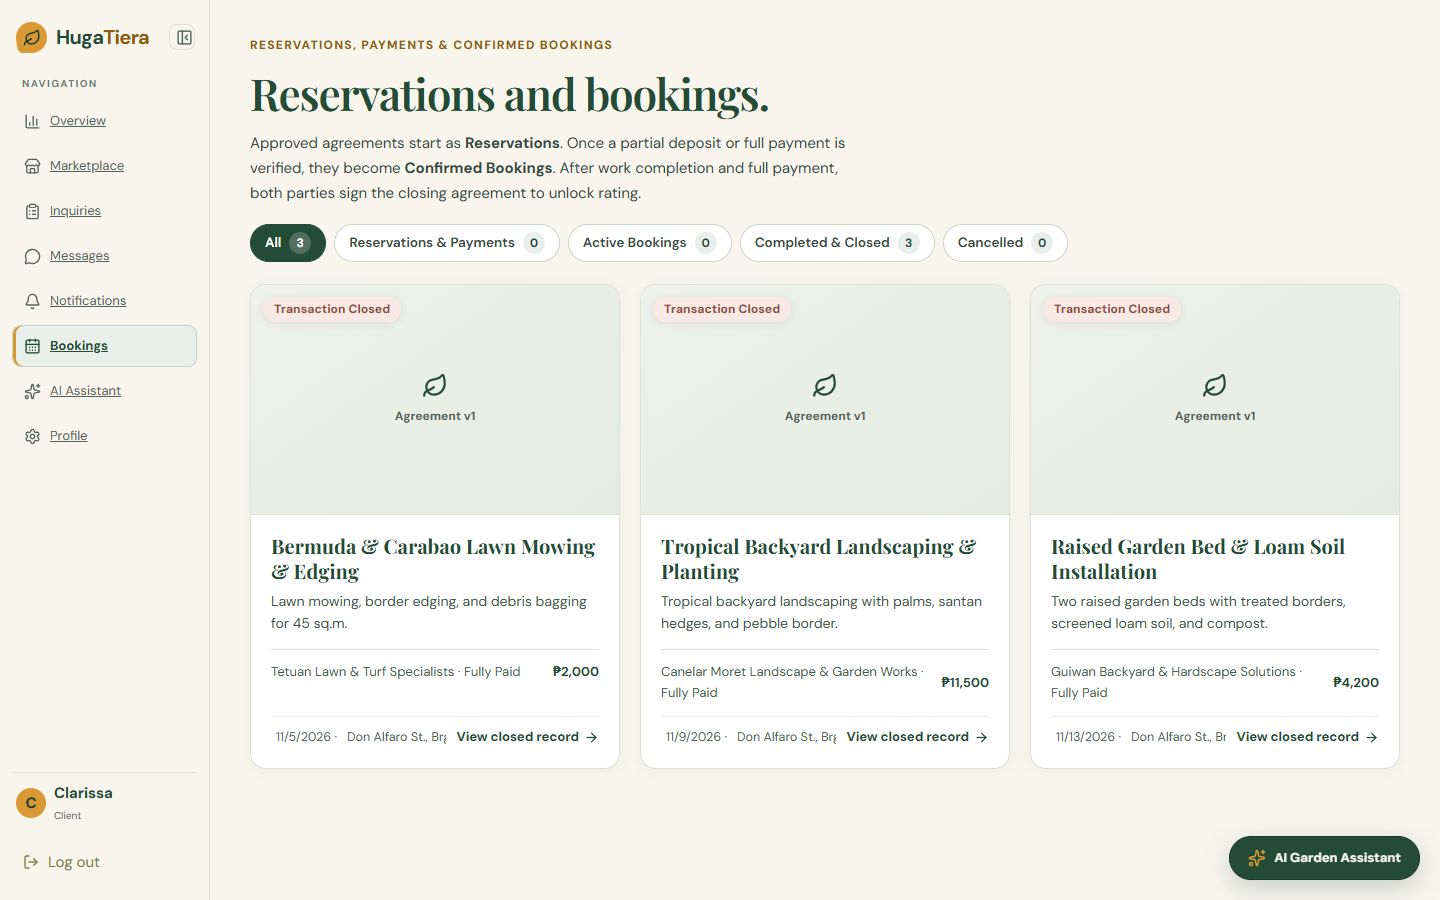 HugaTiera
NAVIGATION
Overview
Marketplace
Inquiries
Messages
Notifications
Bookings
AI Assistant
Profile
C
Clarissa
Client
Log out
RESERVATIONS, PAYMENTS & CONFIRMED BOOKINGS
Reservations and bookings.
Approved agreements start as Reservations. Once a partial deposit or full payment is
verified, they become Confirmed Bookings. After work completion and full payment,
both parties sign the closing agreement to unlock rating.
All 3
Reservations & Payments 0
Active Bookings 0
Completed & Closed 3
Cancelled 0
Transaction Closed
Agreement v1
Bermuda & Carabao Lawn Mowing
& Edging
Lawn mowing, border edging, and debris bagging
for 45 sq.m.
Tetuan Lawn & Turf Specialists · Fully Paid
₱2,000
11/5/2026 · Don Alfaro St., Brg
View closed record →
Transaction Closed
Agreement v1
Tropical Backyard Landscaping &
Planting
Tropical backyard landscaping with palms, santan
hedges, and pebble border.
Canelar Moret Landscape & Garden Works ·
Fully Paid
₱11,500
11/9/2026 · Don Alfaro St., Brg
View closed record →
Transaction Closed
Agreement v1
Raised Garden Bed & Loam Soil
Installation
Two raised garden beds with treated borders,
screened loam soil, and compost.
Guiwan Backyard & Hardscape Solutions ·
Fully Paid
₱4,200
11/13/2026 · Don Alfaro St., Br
View closed record →
AI Garden Assistant